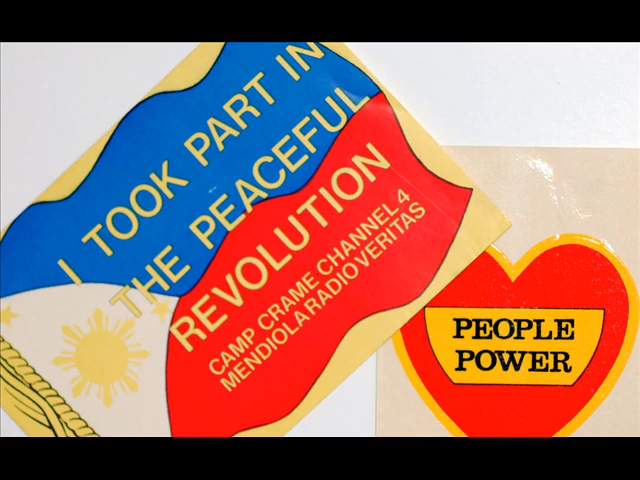 I TOOK PART IN
THE PEACEFUL
REVOLUTION
CAMP CRAME CHANNEL 4
MENDIOLA RADIO VERITAS
PEOPLE
POWER